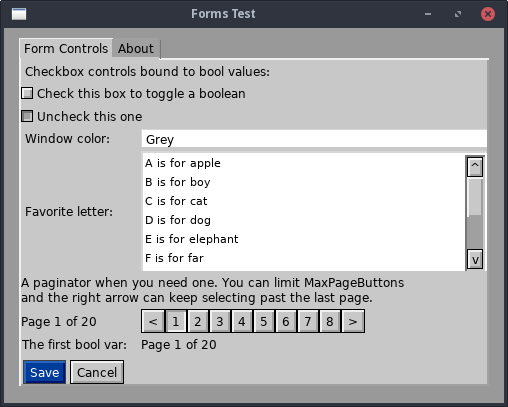 Forms Test
Form Controls About
Checkbox controls bound to bool values:
Check this box to toggle a boolean
Uncheck this one
Window color: Grey
A is for apple
B is for boy
C is for cat
Favorite letter:
D is for dog
E is for elephant
F is for far
A paginator when you need one. You can limit MaxPageButtons
and the right arrow can keep selecting past the last page.
Page 1 of 20 < 1 2 3 4 5 6 7 8 >
The first bool var: Page 1 of 20
Save Cancel